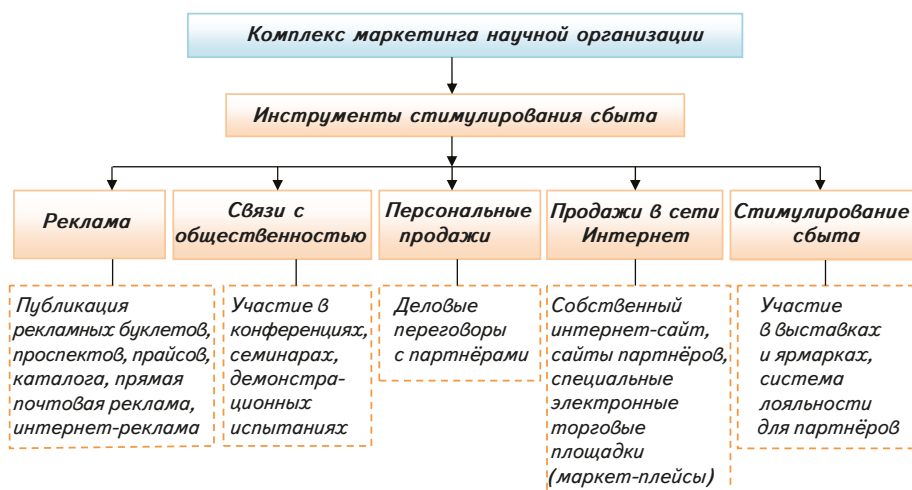 Комплекс маркетинга научной организации
Инструменты стимулирования сбыта
Реклама
Связи с
общественностью
Персональные
продажи
Продажи в сети
Интернет
Стимулирование
сбыта
Публикация
рекламных буклетов,
проспектов, прайсов,
каталога, прямая
почтовая реклама,
интернет-реклама
Участие в
конференциях,
семинарах,
демонстра-
ционных
испытаниях
Деловые
переговоры
с партнёрами
Собственный
интернет-сайт,
сайты партнёров,
специальные
электронные
торговые
площадки
(маркет-плейсы)
Участие
в выставках
и ярмарках,
система
лояльности
для партнёров